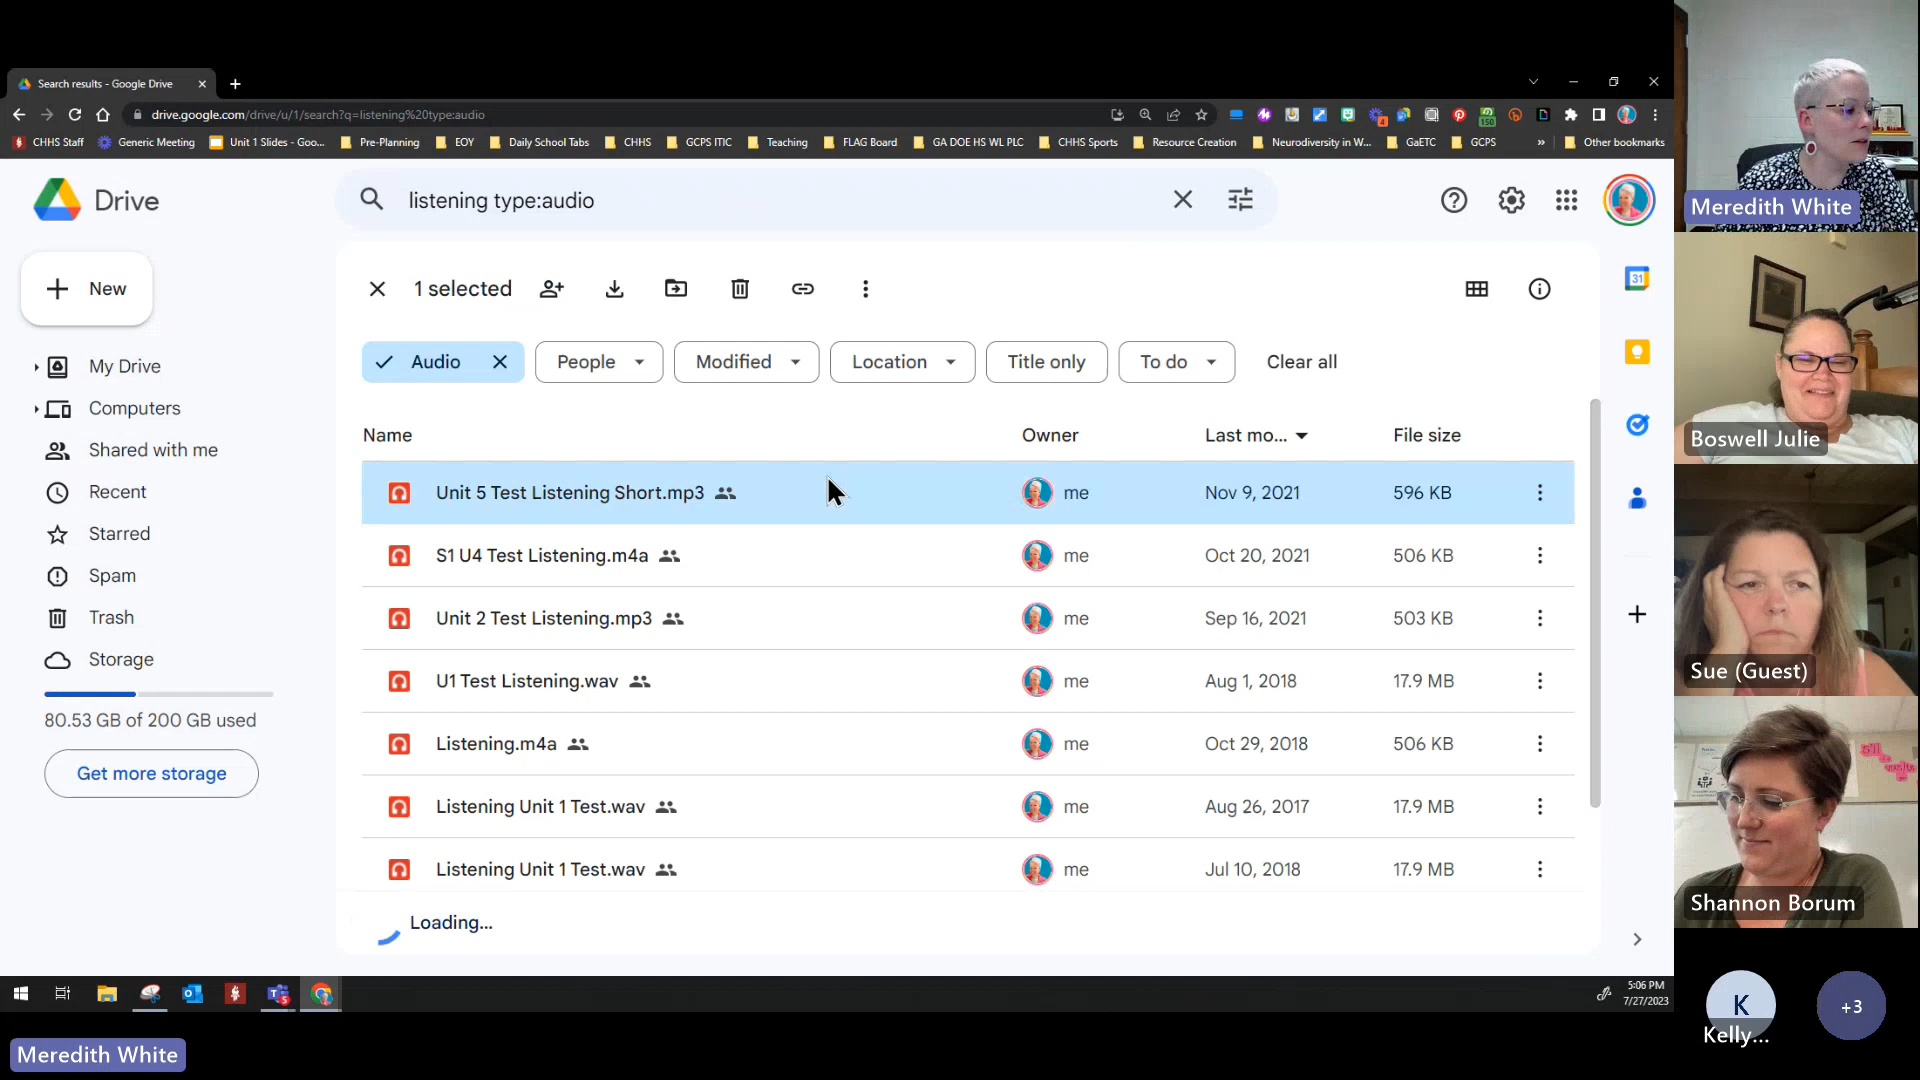 Search results - Google Drive
drive.google.com/drive/u/1/search?q=listening%20type:audio
CHHS Staff Generic Meeting Unit 1 Slides - Goo... Pre-Planning EOY Daily School Tabs CHHS GCPS ITIC Teaching FLAG Board GA DOE HS WL PLC CHHS Sports Resource Creation Neurodiversity in W... GaETC GCPS » Other bookmarks
Drive
listening type:audio
New
1 selected
My Drive
Computers
Shared with me
Recent
Starred
Spam
Trash
Storage
80.53 GB of 200 GB used
Get more storage
Audio People Modified Location Title only To do Clear all
Name Owner Last mo... File size
Unit 5 Test Listening Short.mp3 me Nov 9, 2021 596 KB
S1 U4 Test Listening.m4a me Oct 20, 2021 506 KB
Unit 2 Test Listening.mp3 me Sep 16, 2021 503 KB
U1 Test Listening.wav me Aug 1, 2018 17.9 MB
Listening.m4a me Oct 29, 2018 506 KB
Listening Unit 1 Test.wav me Aug 26, 2017 17.9 MB
Listening Unit 1 Test.wav me Jul 10, 2018 17.9 MB
Loading...
31
150
5:06 PM
7/27/2023
Meredith White
Meredith White
Boswell Julie
Sue (Guest)
Shannon Borum
K
Kelly...
+3